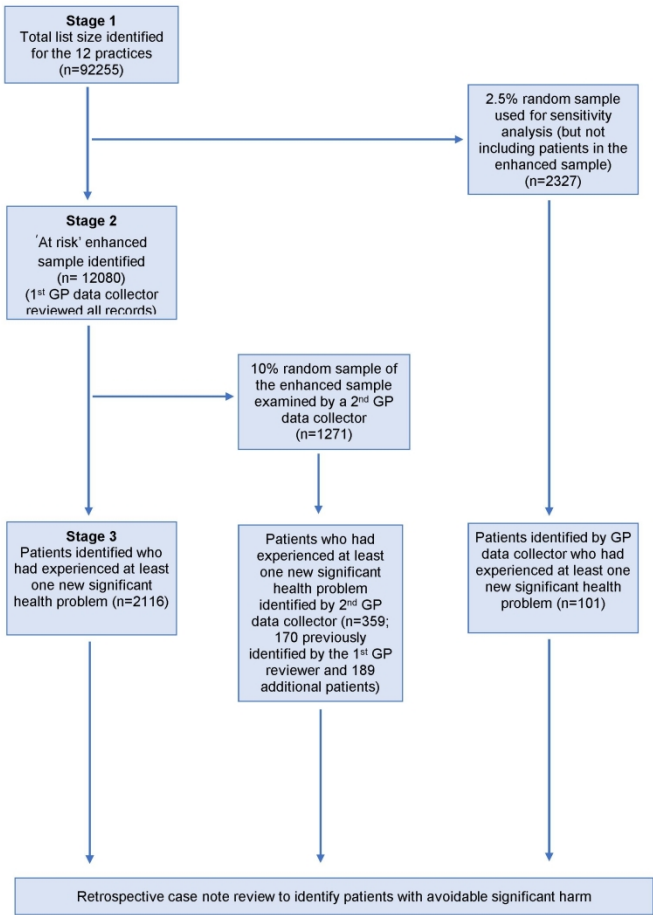 Stage 1
Total list size identified
for the 12 practices
(n=92255)
2.5% random sample
used for sensitivity
analysis (but not
including patients in the
enhanced sample)
(n=2327)
Stage 2
‘At risk’ enhanced
sample identified
(n= 12080)
(1st GP data collector
reviewed all records)
10% random sample of
the enhanced sample
examined by a 2nd GP
data collector
(n=1271)
Stage 3
Patients identified who
had experienced at least
one new significant
health problem (n=2116)
Patients who had
experienced at least
one new significant
health problem
identified by 2nd GP
data collector (n=359;
170 previously
identified by the
1st GP
reviewer and 189
additional patients)
Patients identified by GP
data collector who had
experienced at least one
new significant health
problem (n=101)
Retrospective case note review to identify patients with avoidable significant harm